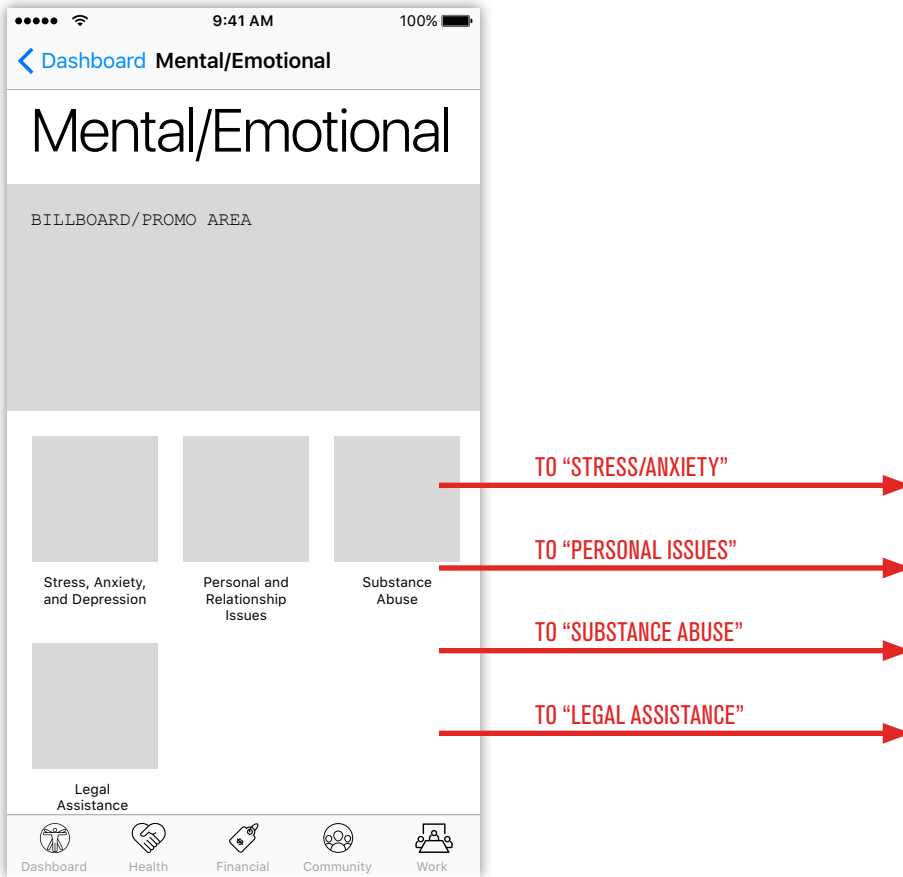 9:41 AM 100%
Dashboard Mental/Emotional
Mental/Emotional
BILLBOARD/PROMO AREA
TO “STRESS/ANXIETY”
TO “PERSONAL ISSUES”
Stress, Anxiety,
and Depression
Personal and
Relationship
Issues
Substance
Abuse
TO “SUBSTANCE ABUSE”
TO “LEGAL ASSISTANCE”
Legal
Assistance
Dashboard Health Financial Community Work